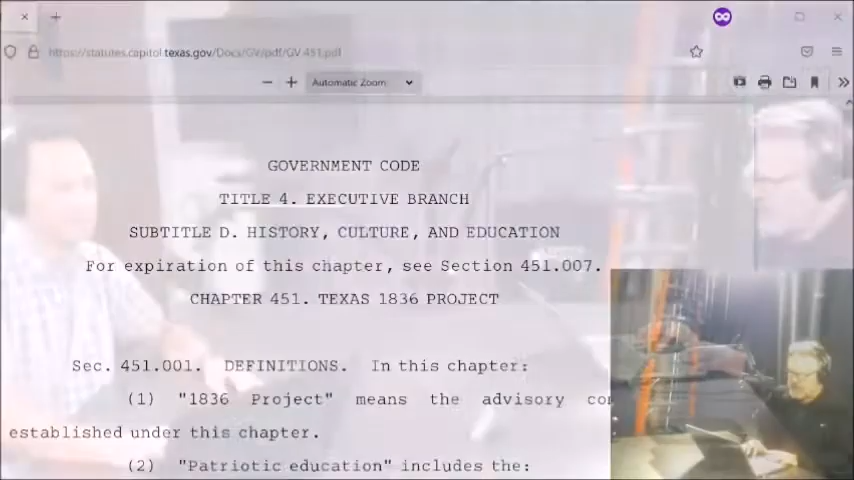 https://statutes.capitol.texas.gov/Docs/GV/pdf/GV.451.pdf
Automatic Zoom
GOVERNMENT CODE
TITLE 4. EXECUTIVE BRANCH
SUBTITLE D. HISTORY, CULTURE, AND EDUCATION
For expiration of this chapter, see Section 451.007.
CHAPTER 451. TEXAS 1836 PROJECT
Sec. 451.001. DEFINITIONS. In this chapter:
(1) "1836 Project" means the advisory
established under this chapter.
(2) "Patriotic education" includes the: